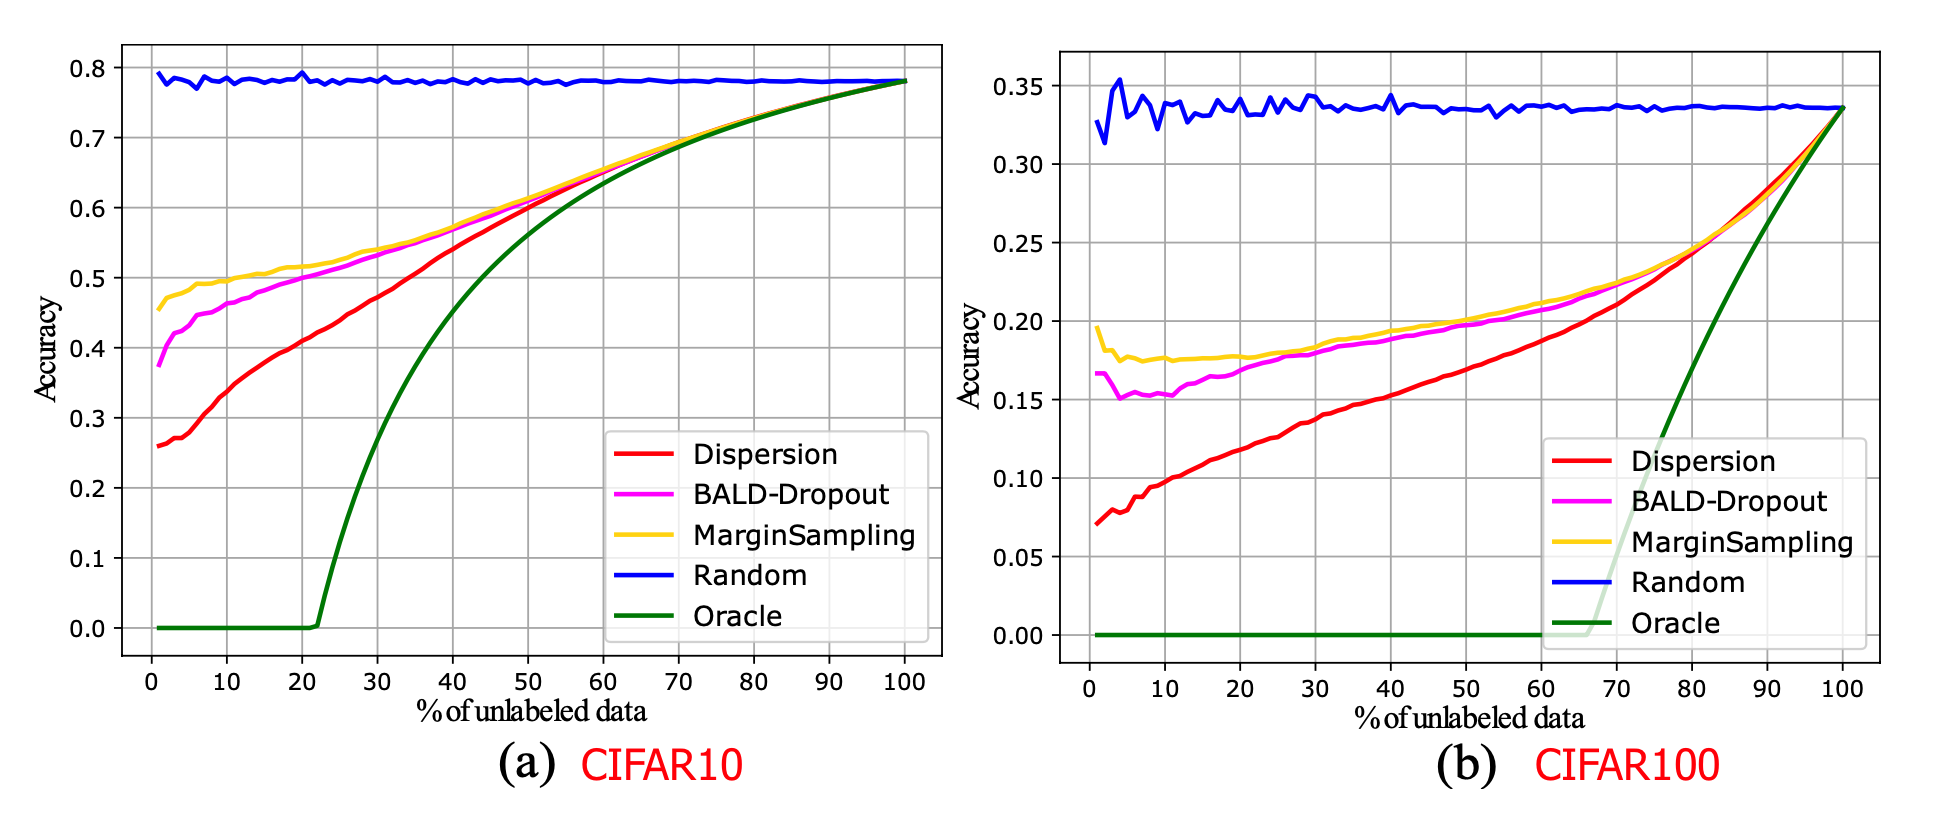 0.8
0.7
0.6
0.5
0.4
0.3
0.2
0.1
0.0
Accuracy
Dispersion
BALD-Dropout
MarginSampling
Random
Oracle
0 10 20 30 40 50 60 70 80 90 100
% of unlabeled data
(a) CIFAR10
0.35
0.30
0.25
0.20
0.15
0.10
0.05
0.00
Accuracy
Dispersion
BALD-Dropout
MarginSampling
Random
Oracle
0 10 20 30 40 50 60 70 80 90 100
% of unlabeled data
(b) CIFAR100